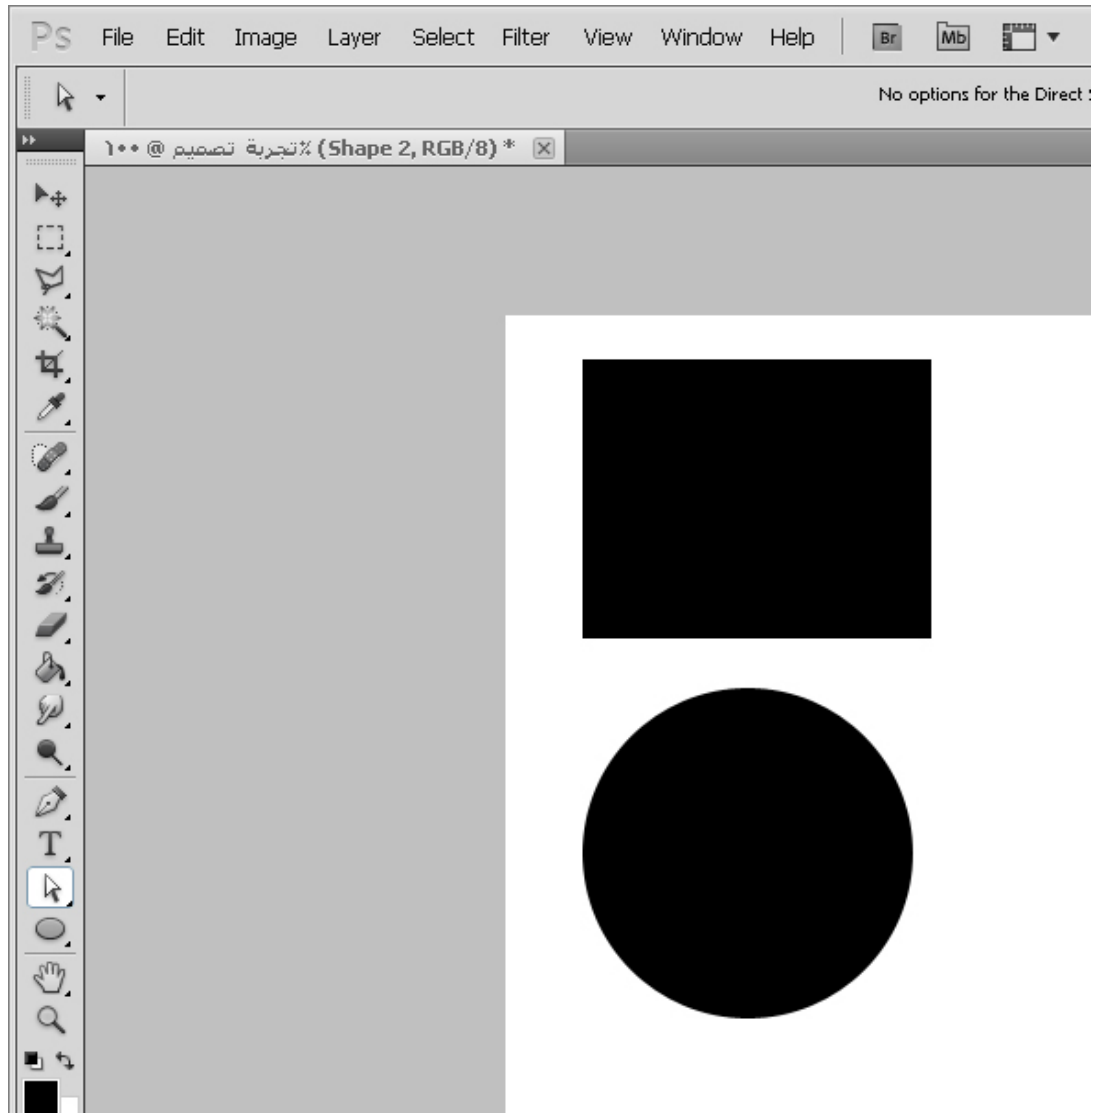 Ps File Edit Image Layer Select Filter View Window Help Br Mb
No options for the Direct
تجربة تصميم @ ١٠٠% (Shape 2, RGB/8) *
T